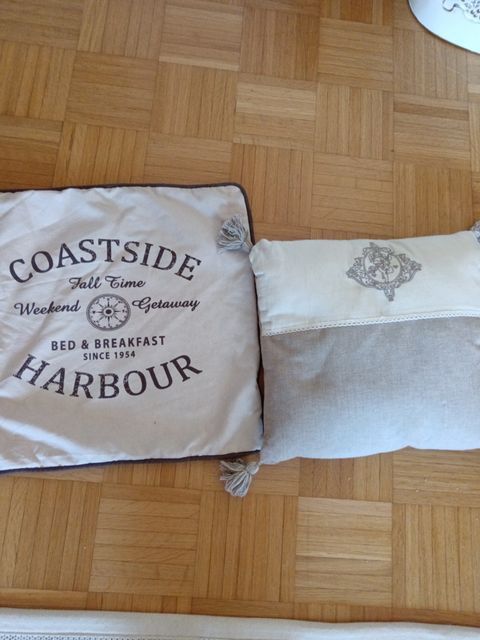 COASTSIDE
Fall Time
Weekend Getaway
BED & BREAKFAST
SINCE 1954
HARBOUR